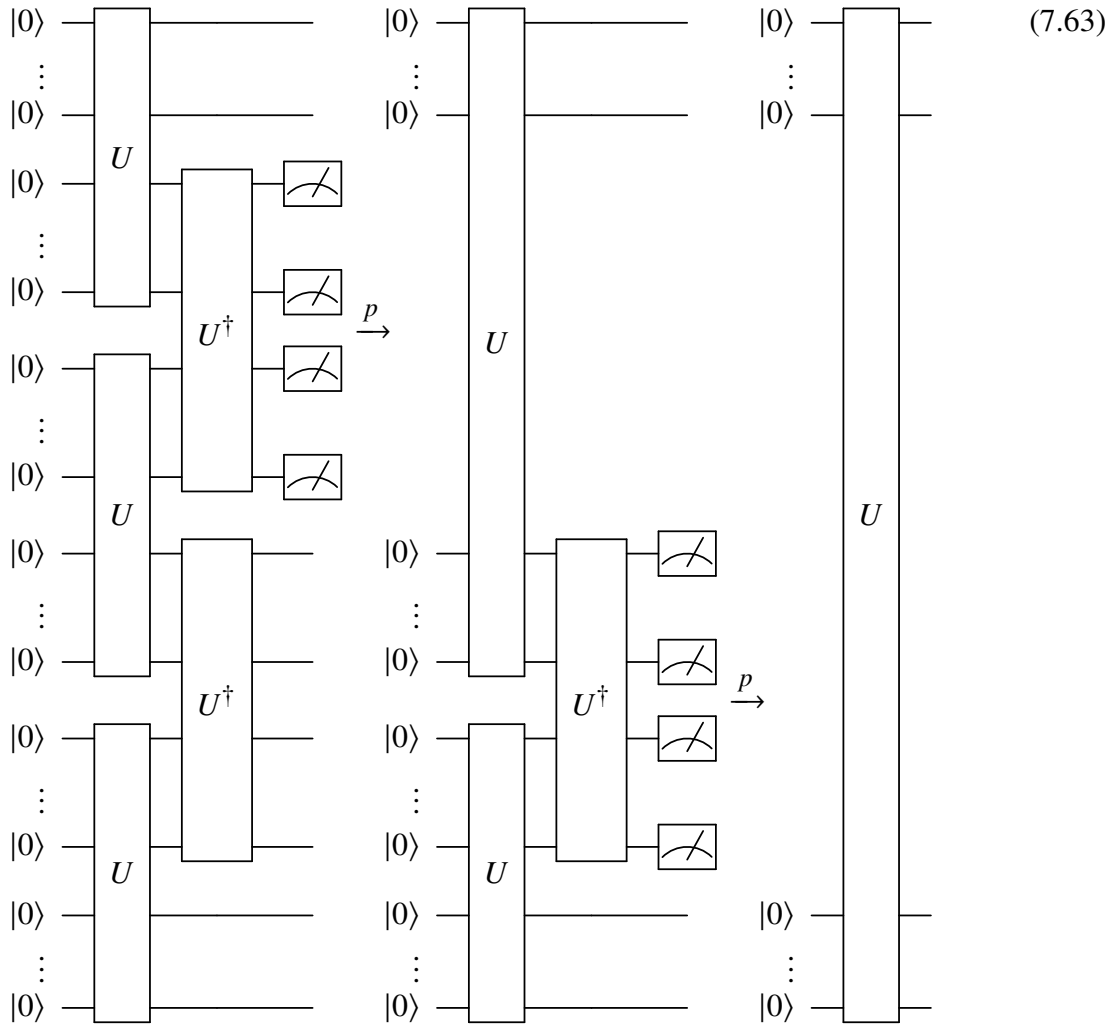 |0⟩ |0⟩ |0⟩ (7.63)
⋮ ⋮ ⋮
|0⟩ |0⟩ |0⟩
U
|0⟩
⋮
|0⟩
p
U† U
|0⟩
⋮
|0⟩
U U
|0⟩ |0⟩
⋮ ⋮
|0⟩ |0⟩
p
U† U†
|0⟩ |0⟩
⋮ ⋮
|0⟩ |0⟩
U U
|0⟩ |0⟩ |0⟩
⋮ ⋮ ⋮
|0⟩ |0⟩ |0⟩